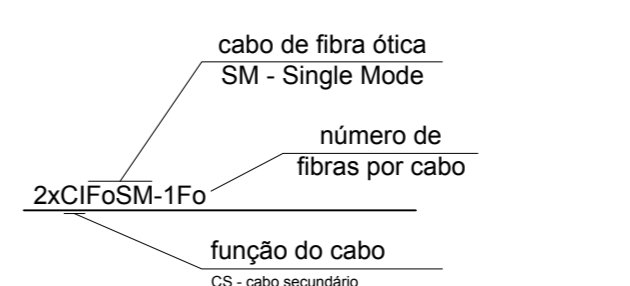 cabo de fibra ótica
SM - Single Mode
número de
fibras por cabo
2xCIFoSM-1Fo
função do cabo
CS - cabo secundário